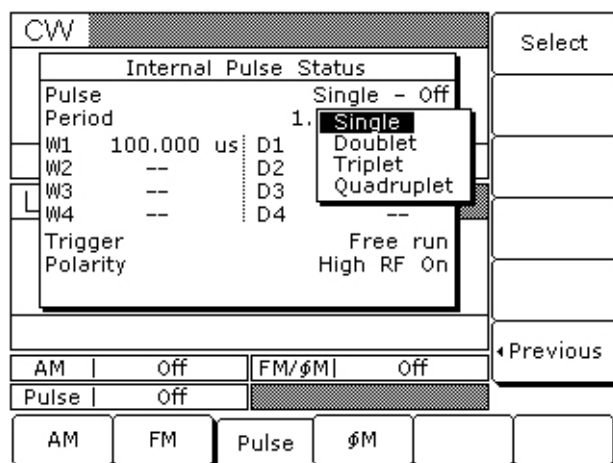 CW
Select
Internal Pulse Status
Pulse Single - Off
Period 1.
Single
Doublet
Triplet
Quadruplet
W1 100.000 us D1
W2 -- D2
W3 -- D3
W4 -- D4 --
Trigger Free run
Polarity High RF On
L
Previous
AM | Off FM/ϕM| Off
Pulse | Off
AM FM Pulse ϕM